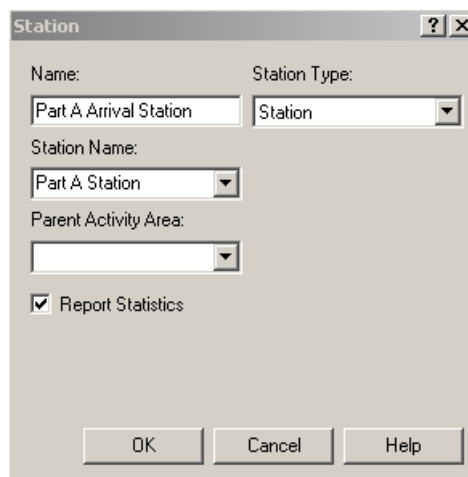 Station
Name: Station Type:
Part A Arrival Station Station
Station Name:
Part A Station
Parent Activity Area:
Report Statistics
OK Cancel Help